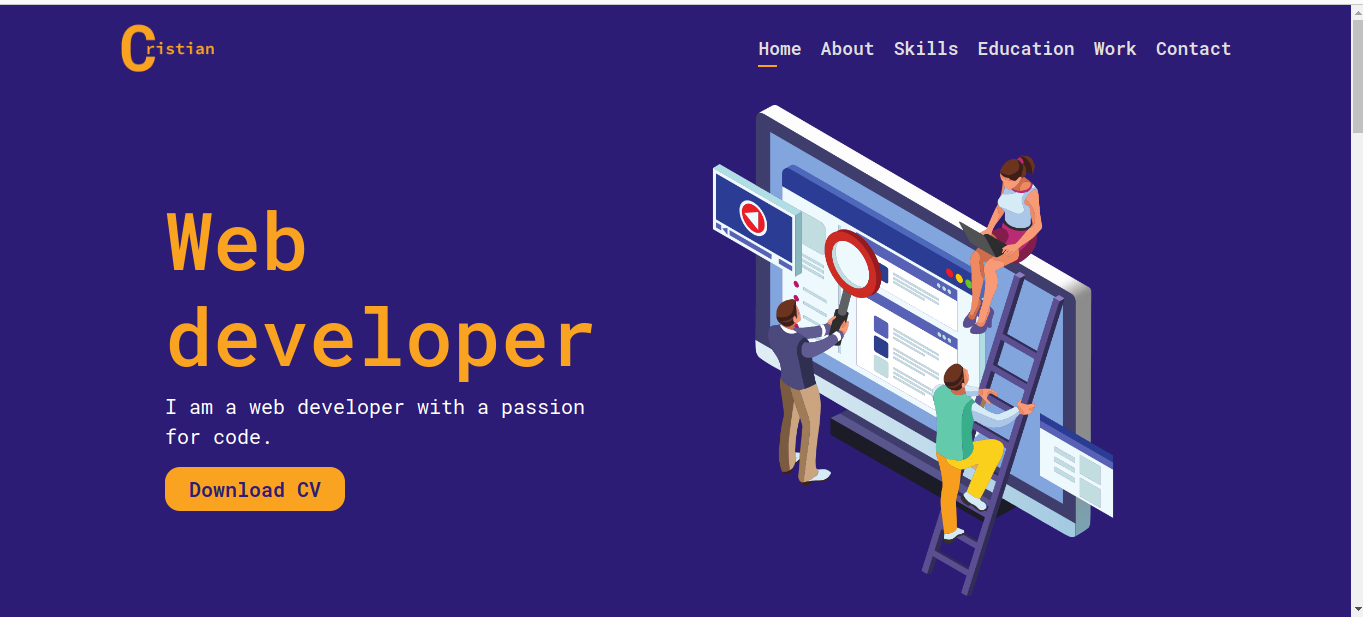 Cristian
Home About Skills Education Work Contact
Web
developer
I am a web developer with a passion
for code.
Download CV